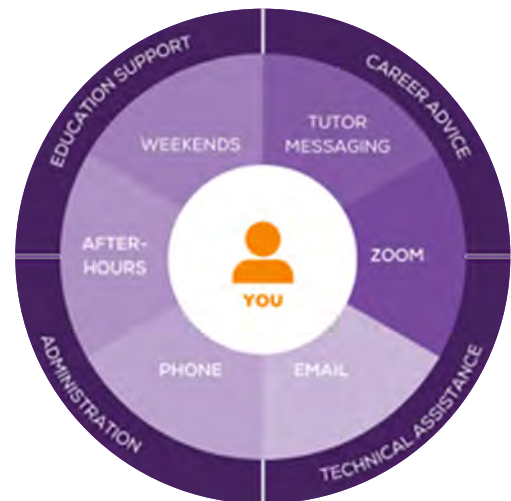 EDUCATION SUPPORT
CAREER ADVICE
WEEKENDS
TUTOR
MESSAGING
AFTER-
HOURS
ZOOM
YOU
PHONE
EMAIL
ADMINISTRATION
TECHNICAL ASSISTANCE